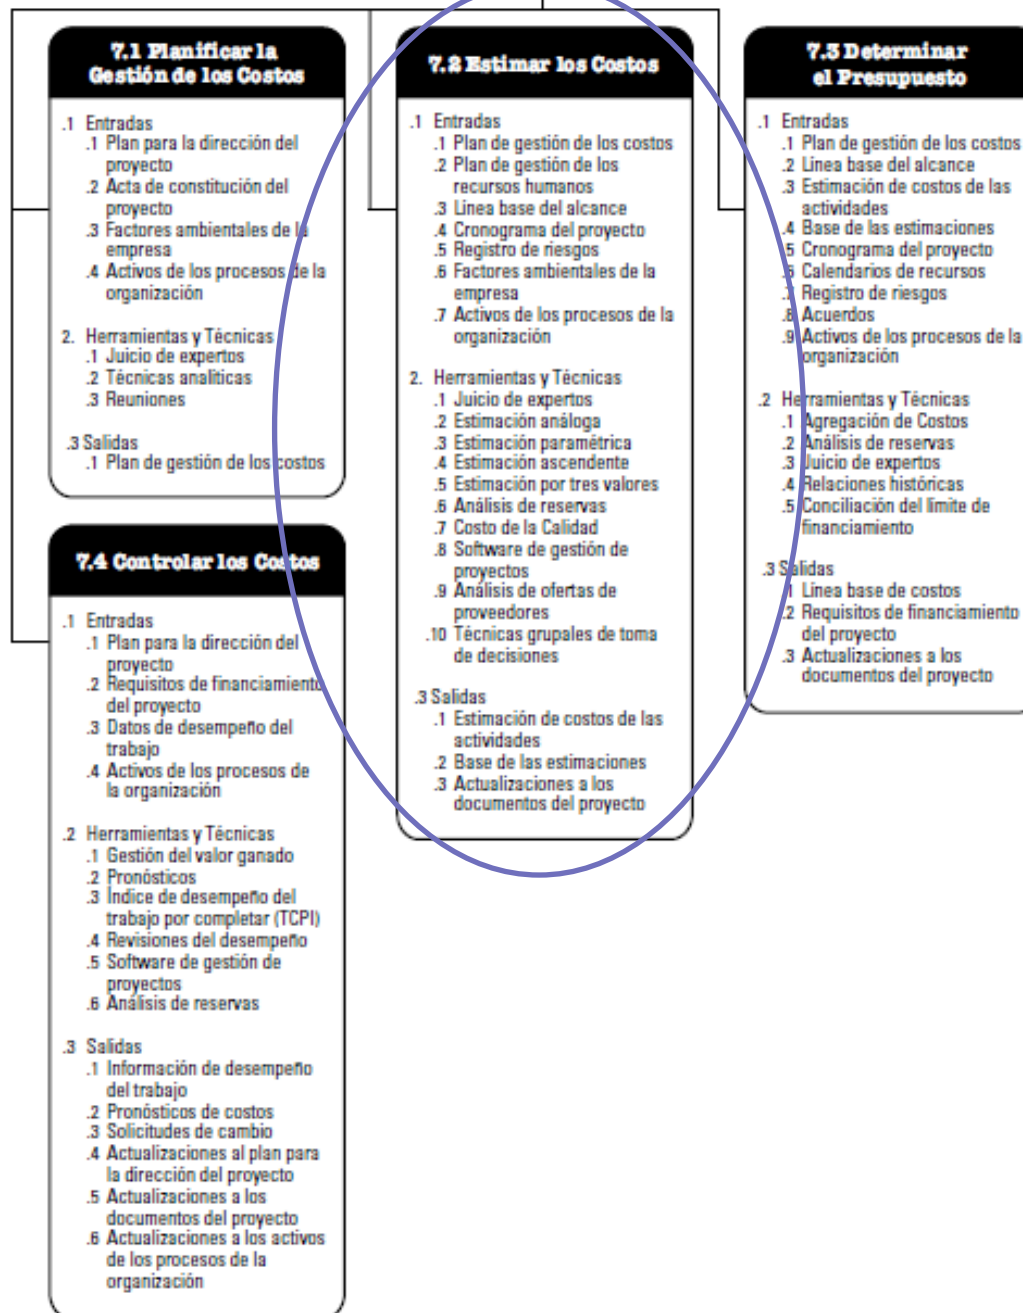 7.1 Planificar la
Gestión de los Costos
.1 Entradas
.1 Plan para la dirección del
proyecto
.2 Acta de constitución del
proyecto
.3 Factores ambientales de la
empresa
.4 Activos de los procesos de la
organización
2. Herramientas y Técnicas
.1 Juicio de expertos
.2 Técnicas analíticas
.3 Reuniones
.3 Salidas
.1 Plan de gestión de los costos
7.4 Controlar los Costos
.1 Entradas
.1 Plan para la dirección del
proyecto
.2 Requisitos de financiamiento
del proyecto
.3 Datos de desempeño del
trabajo
.4 Activos de los procesos de
la organización
.2 Herramientas y Técnicas
.1 Gestión del valor ganado
.2 Pronósticos
.3 Índice de desempeño del
trabajo por completar (TCPI)
.4 Revisiones del desempeño
.5 Software de gestión de
proyectos
.6 Análisis de reservas
.3 Salidas
.1 Información de desempeño
del trabajo
.2 Pronósticos de costos
.3 Solicitudes de cambio
.4 Actualizaciones al plan para
la dirección del proyecto
.5 Actualizaciones a los
documentos del proyecto
.6 Actualizaciones a los activos
de los procesos de la
organización
7.2 Estimar los Costos
.1 Entradas
.1 Plan de gestión de los costos
.2 Plan de gestión de los
recursos humanos
.3 Línea base del alcance
.4 Cronograma del proyecto
.5 Registro de riesgos
.6 Factores ambientales de la
empresa
.7 Activos de los procesos de la
organización
2. Herramientas y Técnicas
.1 Juicio de expertos
.2 Estimación análoga
.3 Estimación paramétrica
.4 Estimación ascendente
.5 Estimación por tres valores
.6 Análisis de reservas
.7 Costo de la Calidad
.8 Software de gestión de
proyectos
.9 Análisis de ofertas de
proveedores
.10 Técnicas grupales de toma
de decisiones
.3 Salidas
.1 Estimación de costos de las
actividades
.2 Base de las estimaciones
.3 Actualizaciones a los
documentos del proyecto
7.3 Determinar
el Presupuesto
.1 Entradas
.1 Plan de gestión de los costos
.2 Línea base del alcance
.3 Estimación de costos de las
actividades
.4 Base de las estimaciones
.5 Cronograma del proyecto
.6 Calendarios de recursos
.7 Registro de riesgos
.8 Acuerdos
.9 Activos de los procesos de la
organización
.2 Herramientas y Técnicas
.1 Agregación de Costos
.2 Análisis de reservas
.3 Juicio de expertos
.4 Relaciones históricas
.5 Conciliación del límite de
financiamiento
.3 Salidas
.1 Línea base de costos
.2 Requisitos de financiamiento
del proyecto
.3 Actualizaciones a los
documentos del proyecto